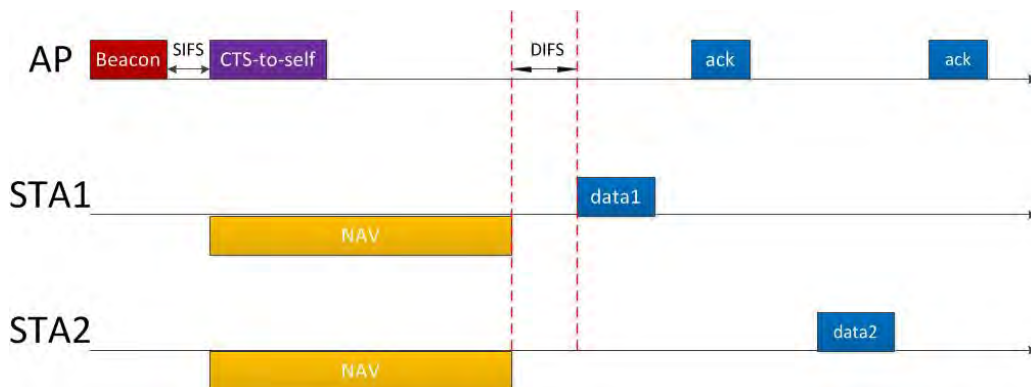 AP
Beacon
SIFS
CTS-to-self
DIFS
ack
ack
STA1
data1
NAV
STA2
data2
NAV